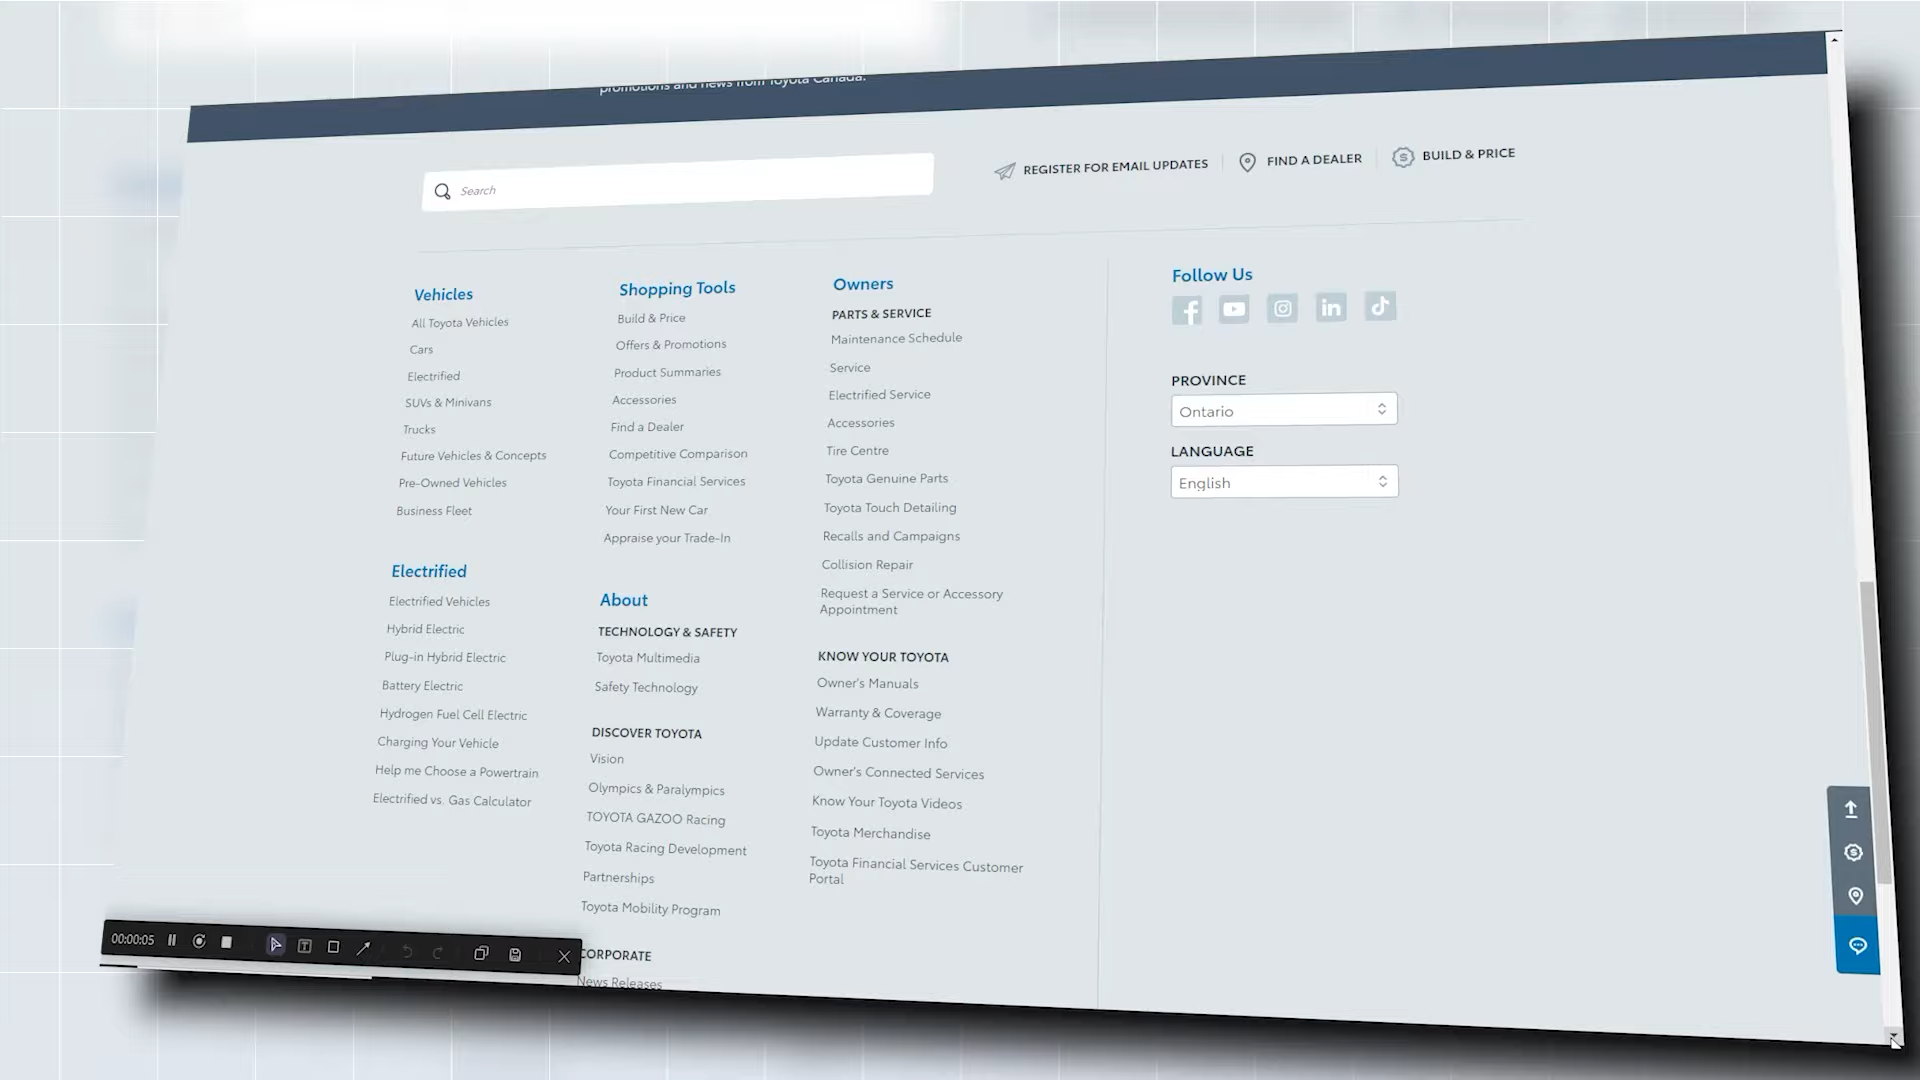 promotions and news from Toyota Canada.
Search
REGISTER FOR EMAIL UPDATES
FIND A DEALER
BUILD & PRICE
Vehicles
All Toyota Vehicles
Cars
Electrified
SUVs & Minivans
Trucks
Future Vehicles & Concepts
Pre-Owned Vehicles
Business Fleet
Electrified
Electrified Vehicles
Hybrid Electric
Plug-in Hybrid Electric
Battery Electric
Hydrogen Fuel Cell Electric
Charging Your Vehicle
Help me Choose a Powertrain
Electrified vs. Gas Calculator
Shopping Tools
Build & Price
Offers & Promotions
Product Summaries
Accessories
Find a Dealer
Competitive Comparison
Toyota Financial Services
Your First New Car
Appraise your Trade-In
About
TECHNOLOGY & SAFETY
Toyota Multimedia
Safety Technology
DISCOVER TOYOTA
Vision
Olympics & Paralympics
TOYOTA GAZOO Racing
Toyota Racing Development
Partnerships
Toyota Mobility Program
CORPORATE
News Releases
Owners
PARTS & SERVICE
Maintenance Schedule
Service
Electrified Service
Accessories
Tire Centre
Toyota Genuine Parts
Toyota Touch Detailing
Recalls and Campaigns
Collision Repair
Request a Service or Accessory
Appointment
KNOW YOUR TOYOTA
Owner's Manuals
Warranty & Coverage
Update Customer Info
Owner's Connected Services
Know Your Toyota Videos
Toyota Merchandise
Toyota Financial Services Customer
Portal
Follow Us
PROVINCE
Ontario
LANGUAGE
English
00:00:05